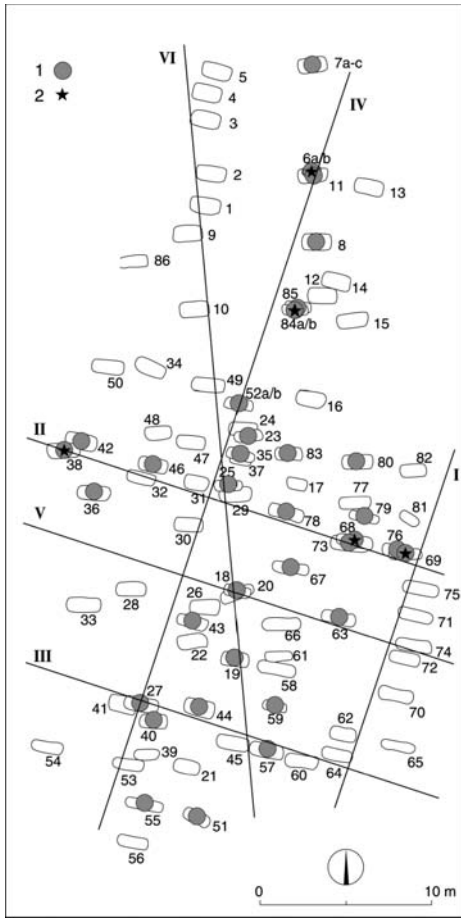 VI 7a-c
1 5
2 4 IV
3
6a/b
2 11 13
1
9 8
86
12 14
10 85
84a/b 15
34
50 49
52a/b 16
24
II 48 23
42 35 83 82 I
38 46 47 37 80
32 25 17 77
36 31 29 79 81
78 68
V 30 73 76
69
67
18 20 75
28 26
33 43 66 63 71
22 74
61 72
III 19 58
27 70
41 44 59
40 62
54 39 45 57 65
53 21 60 64
55 51
56
0 10 m